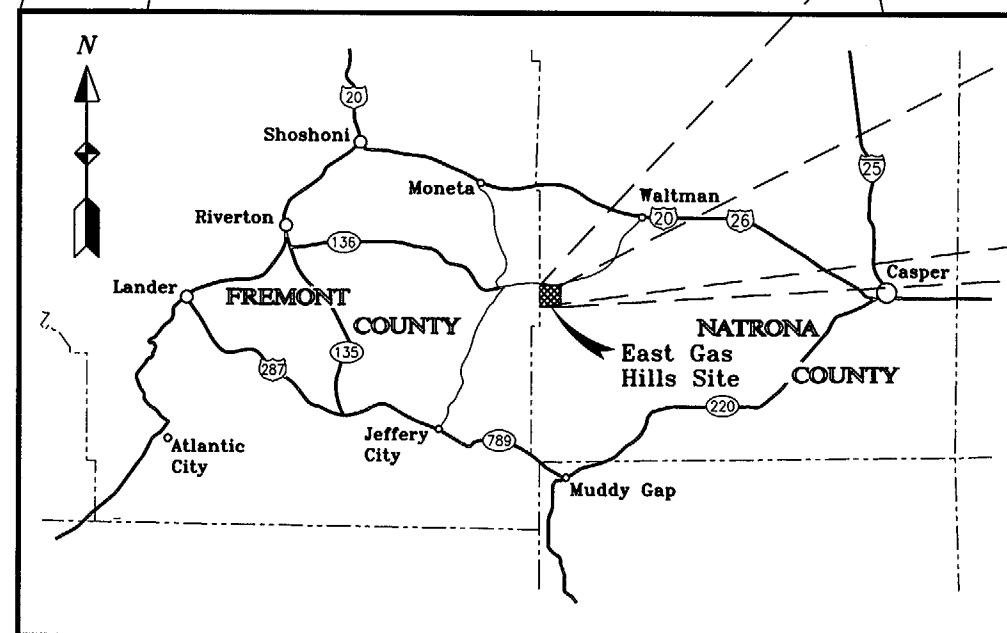 N
20
Shoshoni
Moneta
Waltman
20
26
25
Riverton
136
Lander
FREMONT
COUNTY
Casper
NATRONA
COUNTY
East Gas
Hills Site
135
287
220
Jeffery
City
789
Atlantic
City
Muddy Gap